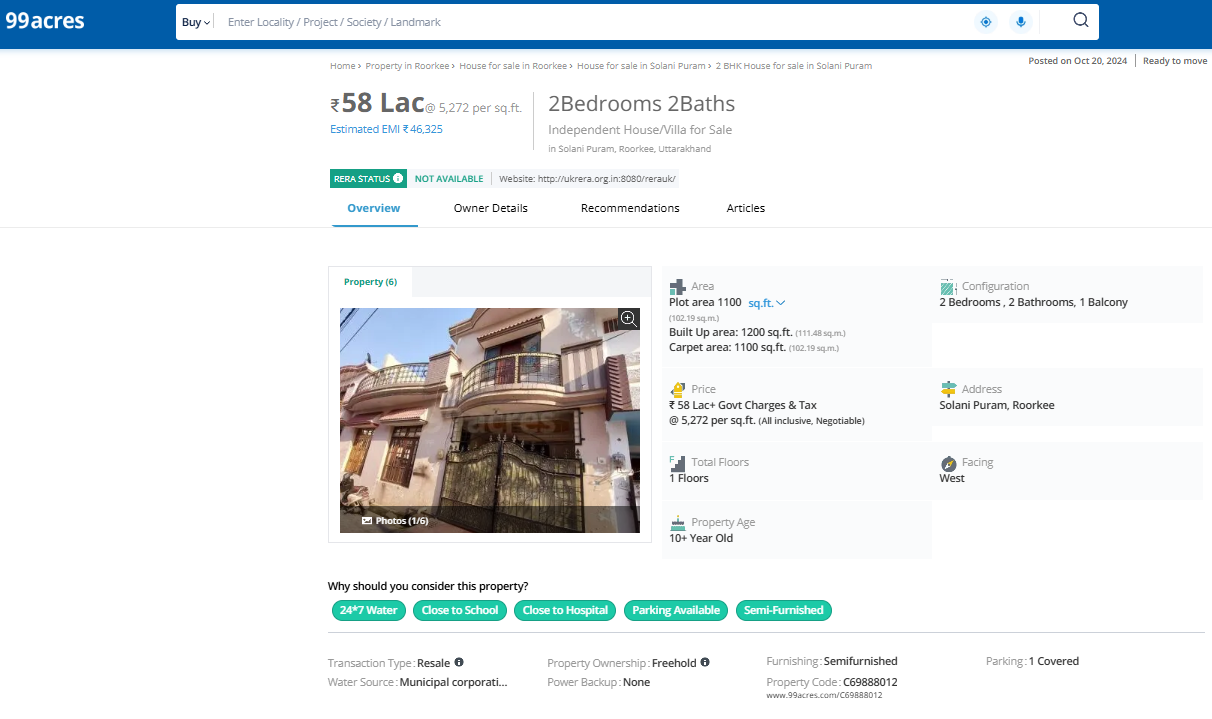 99acres
Buy
Enter Locality / Project / Society / Landmark
Home › Property in Roorkee › House for sale in Roorkee › House for sale in Solani Puram › 2 BHK House for sale in Solani Puram
Posted on Oct 20, 2024 | Ready to move
₹58 Lac @ 5,272 per sq.ft.
Estimated EMI ₹ 46,325
2Bedrooms 2Baths
Independent House/Villa for Sale
in Solani Puram, Roorkee, Uttarakhand
RERA STATUS i NOT AVAILABLE | Website: http://ukrera.org.in:8080/rerauk/
Overview Owner Details Recommendations Articles
Property (6)
99acres
Photos (1/6)
Area
Plot area 1100 sq.ft.
(102.19 sq.m.)
Built Up area: 1200 sq.ft. (111.48 sq.m.)
Carpet area: 1100 sq.ft. (102.19 sq.m.)
Configuration
2 Bedrooms , 2 Bathrooms, 1 Balcony
Price
₹ 58 Lac+ Govt Charges & Tax
@ 5,272 per sq.ft. (All inclusive, Negotiable)
Address
Solani Puram, Roorkee
Total Floors
1 Floors
Facing
West
Property Age
10+ Year Old
Why should you consider this property?
24*7 Water Close to School Close to Hospital Parking Available Semi-Furnished
Transaction Type : Resale Property Ownership : Freehold Furnishing : Semifurnished Parking : 1 Covered
Water Source : Municipal corporati... Power Backup : None Property Code : C69888012
www.99acres.com/C69888012